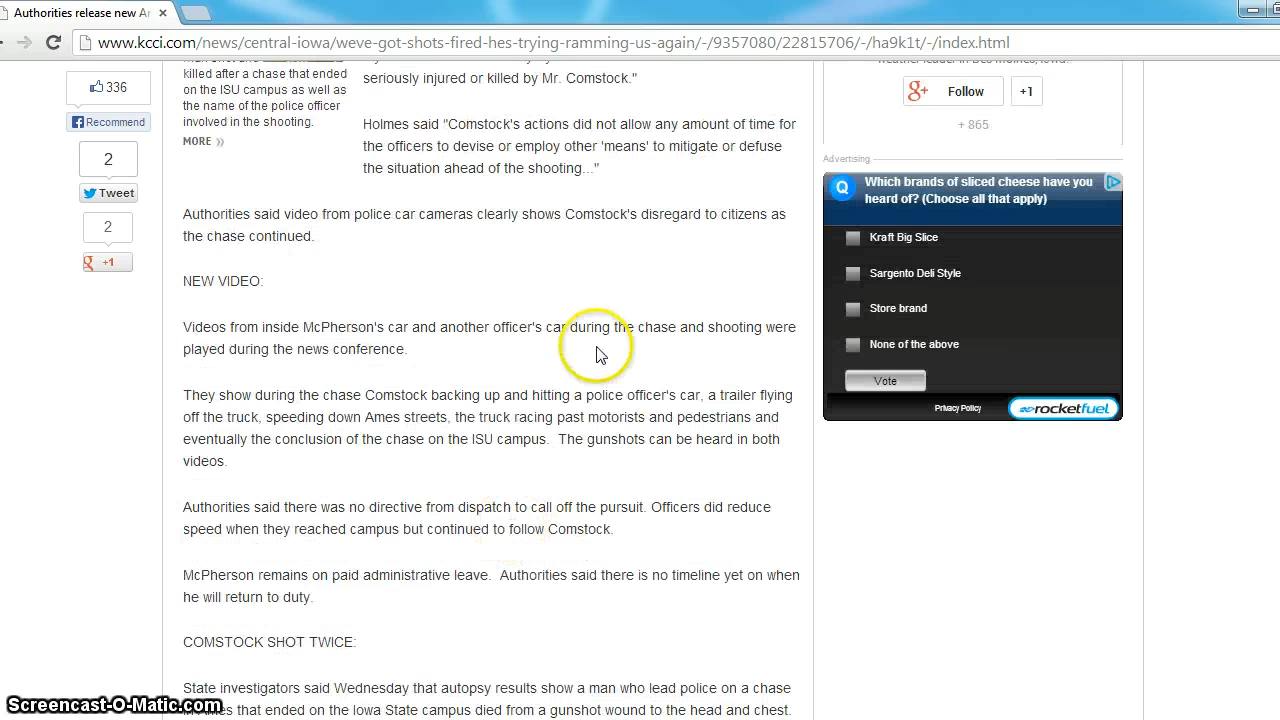 Authorities release new Ar
www.kcci.com/news/central-iowa/weve-got-shots-fired-hes-trying-ramming-us-again/-/9357080/22815706/-/ha9k1t/-/index.html
336
Recommend
2
Tweet
2
+1
killed after a chase that ended
on the ISU campus as well as
the name of the police officer
involved in the shooting.
MORE »
seriously injured or killed by Mr. Comstock."
Holmes said "Comstock's actions did not allow any amount of time for
the officers to devise or employ other 'means' to mitigate or defuse
the situation ahead of the shooting..."
Authorities said video from police car cameras clearly shows Comstock's disregard to citizens as
the chase continued.
NEW VIDEO:
Videos from inside McPherson's car and another officer's car during the chase and shooting were
played during the news conference.
They show during the chase Comstock backing up and hitting a police officer's car, a trailer flying
off the truck, speeding down city streets, the truck racing past motorists and pedestrians and
eventually the conclusion of the chase on the ISU campus. The gunshots can be heard in both
videos.
Authorities said there was no directive from dispatch to call off the pursuit. Officers did reduce
speed when they reached campus but continued to follow Comstock.
McPherson remains on paid administrative leave. Authorities said there is no timeline yet on when
he will return to duty.
COMSTOCK SHOT TWICE:
State investigators said Wednesday that autopsy results show a man who lead police on a chase
that ended on the Iowa State campus died from a gunshot wound to the head and chest.
g+ Follow +1
+ 865
Advertising
Q Which brands of sliced cheese have you
heard of? (Choose all that apply)
Kraft Big Slice
Sargento Deli Style
Store brand
None of the above
Vote
Privacy Policy rocketfuel
Screencast-O-Matic.com